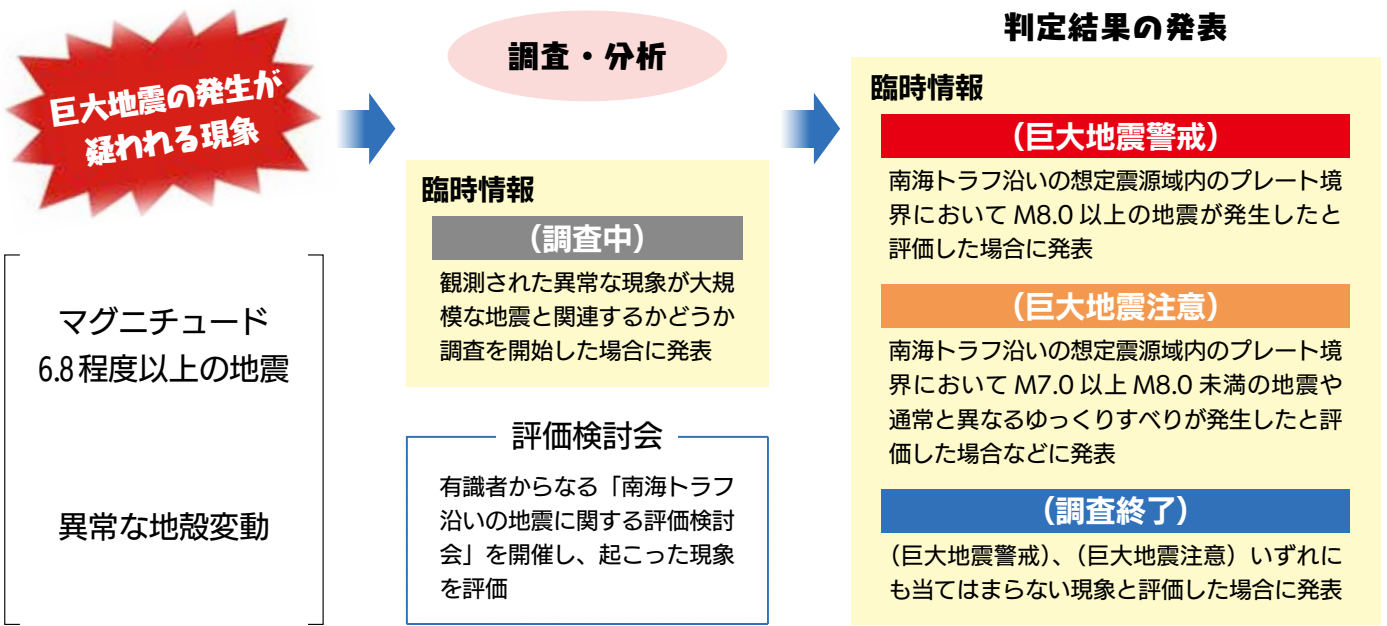 巨大地震の発生が
疑われる現象
マグニチュード
6.8程度以上の地震
異常な地殻変動
調査・分析
臨時情報
（調査中）
観測された異常な現象が大規
模な地震と関連するかどうか
調査を開始した場合に発表
評価検討会
有識者からなる「南海トラフ
沿いの地震に関する評価検討
会」を開催し、起こった現象
を評価
判定結果の発表
臨時情報
（巨大地震警戒）
南海トラフ沿いの想定震源域内のプレート境
界において M8.0 以上の地震が発生したと
評価した場合に発表
（巨大地震注意）
南海トラフ沿いの想定震源域内のプレート境
界において M7.0 以上 M8.0 未満の地震や
通常と異なるゆっくりすべりが発生したと評
価した場合などに発表
（調査終了）
（巨大地震警戒）、（巨大地震注意）いずれに
も当てはまらない現象と評価した場合に発表